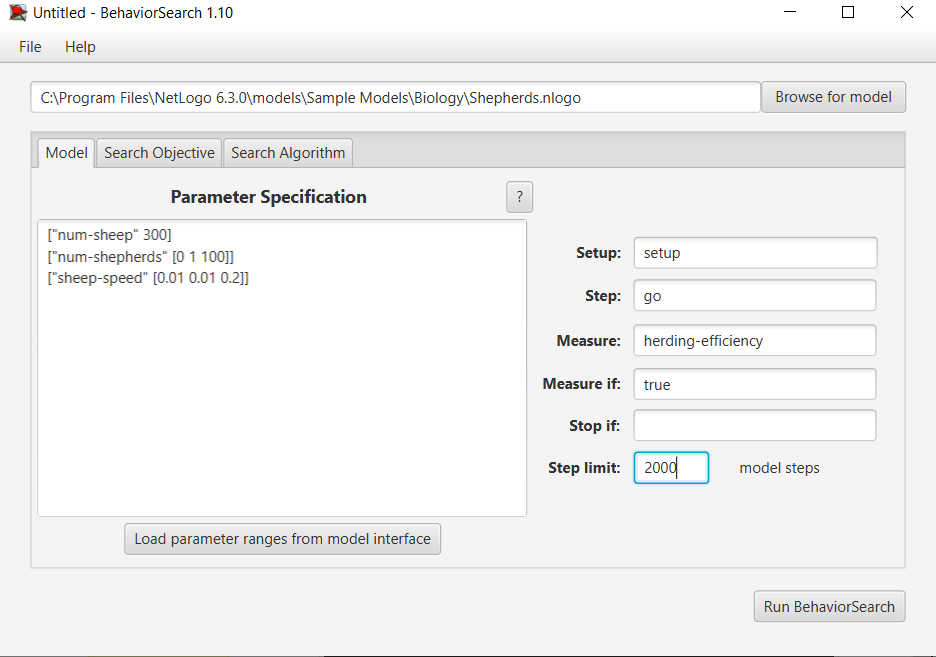 Untitled - BehaviorSearch 1.10
File Help
C:\Program Files\NetLogo 6.3.0\models\Sample Models\Biology\Shepherds.nlogo
Browse for model
Model Search Objective Search Algorithm
Parameter Specification
?
["num-sheep" 300]
["num-shepherds" [0 1 100]]
["sheep-speed" [0.01 0.01 0.2]]
Load parameter ranges from model interface
Setup: setup
Step: go
Measure: herding-efficiency
Measure if: true
Stop if:
Step limit: 2000 model steps
Run BehaviorSearch